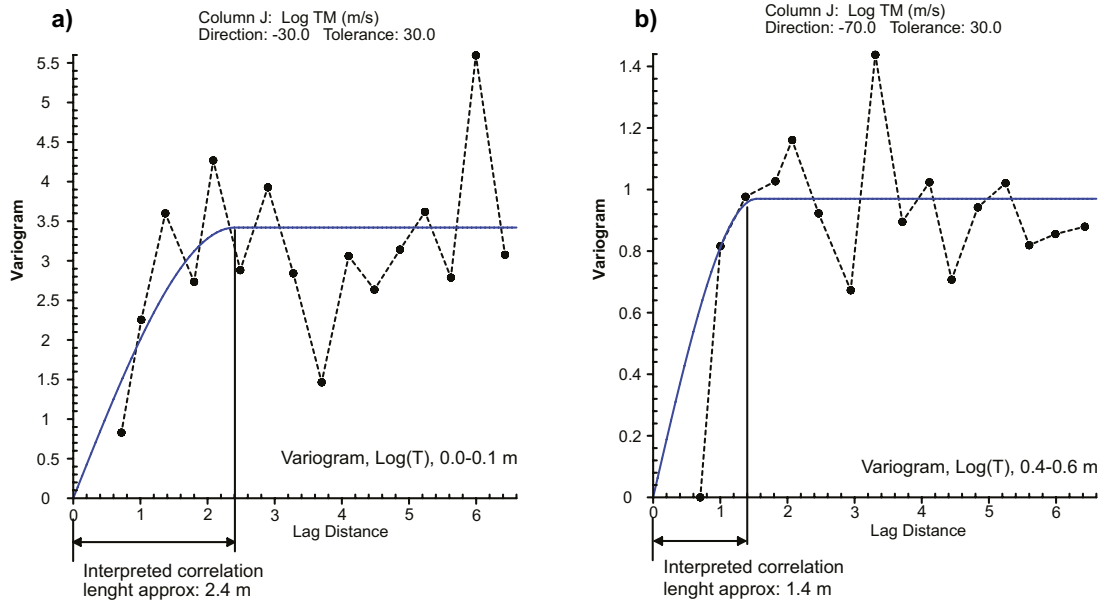 a)
Column J: Log TM (m/s)
Direction: -30.0 Tolerance: 30.0
5.5
5
4.5
4
3.5
3
2.5
2
1.5
1
0.5
0
Variogram
Variogram, Log(T), 0.0-0.1 m
0 1 2 3 4 5 6
Lag Distance
Interpreted correlation
lenght approx: 2.4 m
b)
Column J: Log TM (m/s)
Direction: -70.0 Tolerance: 30.0
1.4
1.2
1
0.8
0.6
0.4
0.2
0
Variogram
Variogram, Log(T), 0.4-0.6 m
0 1 2 3 4 5 6
Lag Distance
Interpreted correlation
lenght approx: 1.4 m